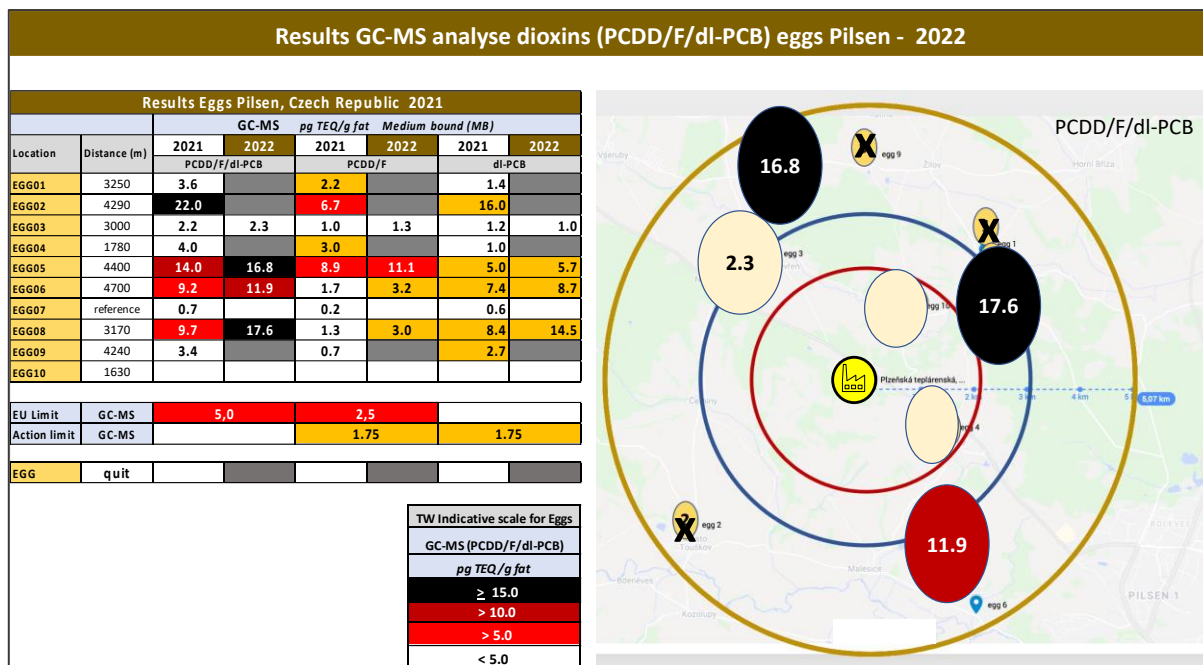 Results GC-MS analyse dioxins (PCDD/F/dl-PCB) eggs Pilsen - 2022
Results Eggs Pilsen, Czech Republic 2021
GC-MS pg TEQ/g fat Medium bound (MB)
Location Distance (m) 2021 2022 2021 2022 2021 2022
PCDD/F/dl-PCB PCDD/F dl-PCB
EGG01 3250 3.6 2.2 1.4
EGG02 4290 22.0 6.7 16.0
EGG03 3000 2.2 2.3 1.0 1.3 1.2 1.0
EGG04 1780 4.0 3.0 1.0
EGG05 4400 14.0 16.8 8.9 11.1 5.0 5.7
EGG06 4700 9.2 11.9 1.7 3.2 7.4 8.7
EGG07 reference 0.7 0.2 0.6
EGG08 3170 9.7 17.6 1.3 3.0 8.4 14.5
EGG09 4240 3.4 0.7 2.7
EGG10 1630
EU Limit GC-MS 5,0 2,5
Action limit GC-MS 1.75 1.75
EGG quit
TW Indicative scale for Eggs
GC-MS (PCDD/F/dl-PCB)
pg TEQ/g fat
≥ 15.0
> 10.0
> 5.0
< 5.0
PCDD/F/dl-PCB
Všeruby
X
egg 9
Žilov
Horní Bříza
16.8
X
egg 1
2.3
egg 3
17.6
egg 10
Plzeňská teplárenská, ...
2 km
3 km
4 km
5,07 km
egg 4
X
egg 2
Touškov
11.9
Malesice
Kozolupy
egg 6
PILSEN 1